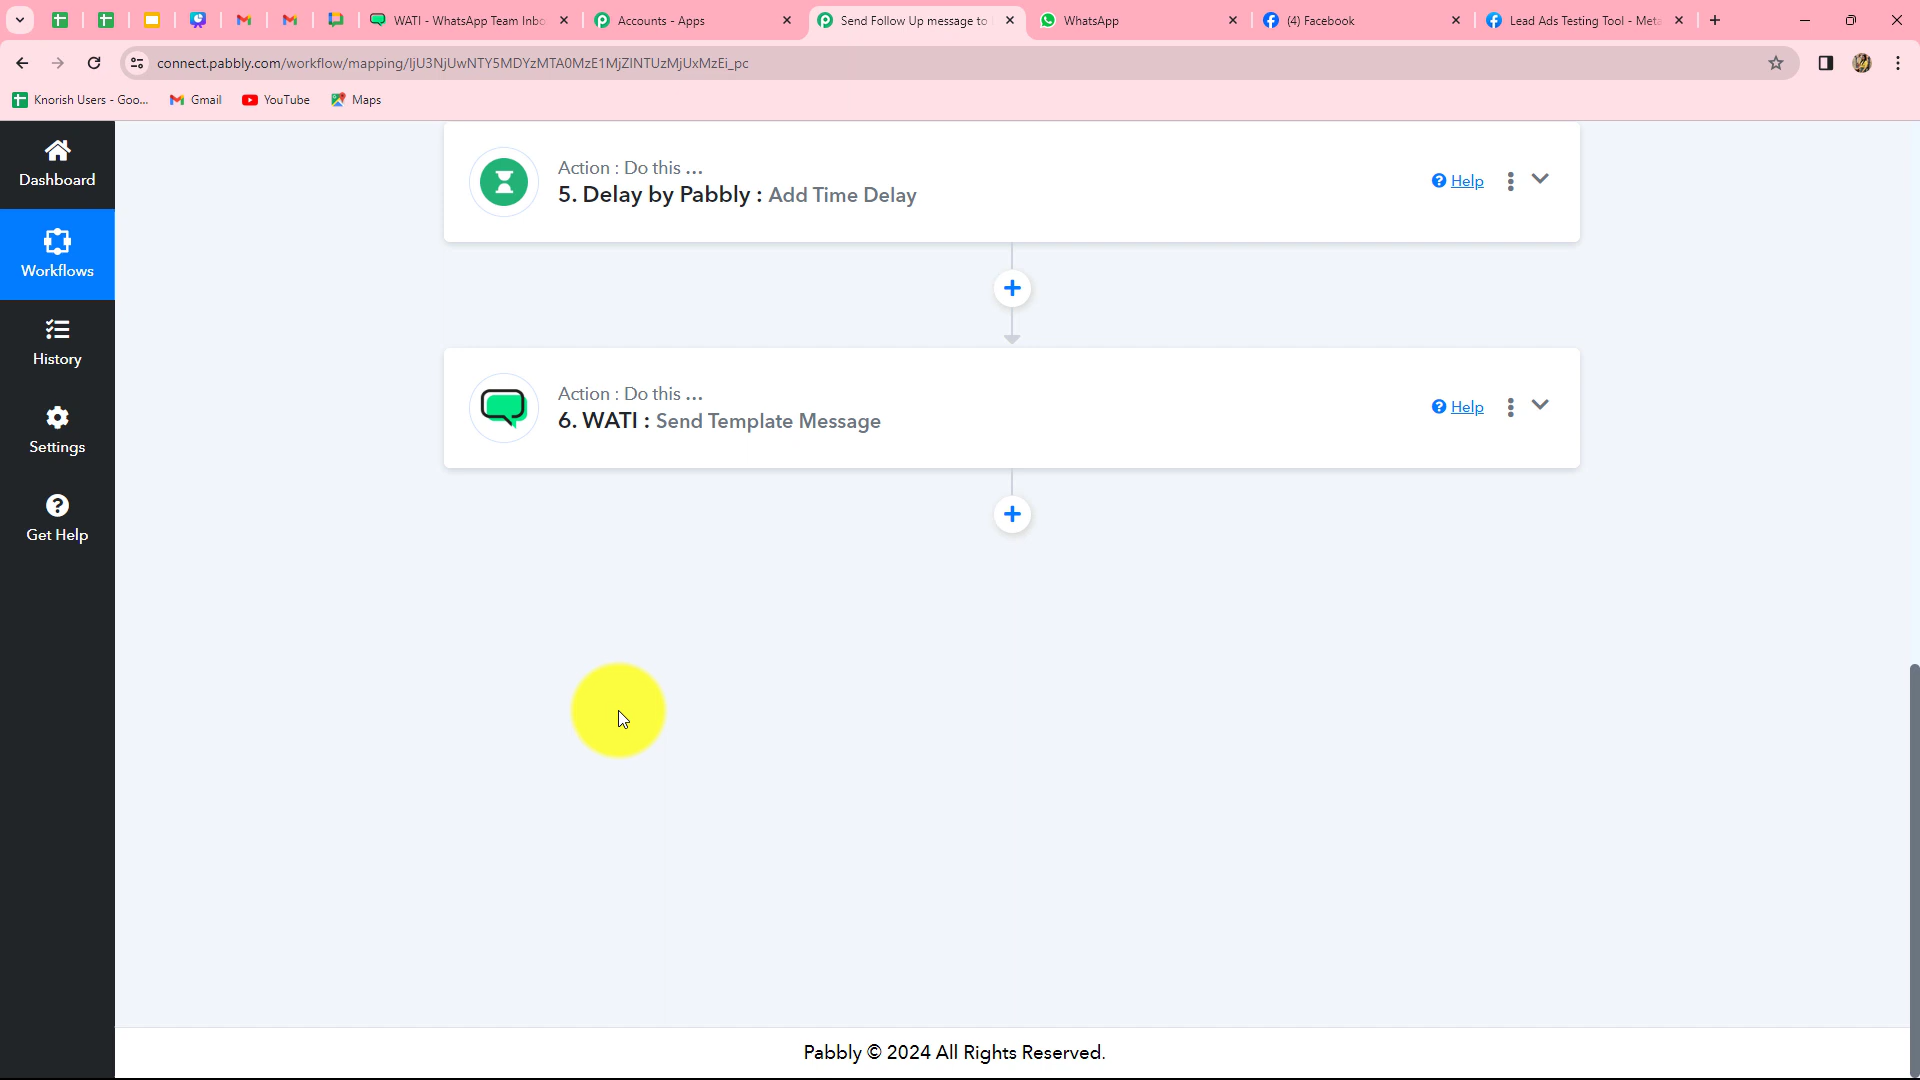 WATI - WhatsApp Team Inbo
Accounts - Apps
Send Follow Up message to
WhatsApp
(4) Facebook
Lead Ads Testing Tool - Meta
connect.pabbly.com/workflow/mapping/IjU3NjUwNTY5MDYzMTA0MzE1MjZlNTUzMjUxMzEi_pc
Knorish Users - Goo...
Gmail
YouTube
Maps
Dashboard
Workflows
History
Settings
Get Help
Action : Do this ...
5. Delay by Pabbly : Add Time Delay
Help
Action : Do this ...
6. WATI : Send Template Message
Help
Pabbly © 2024 All Rights Reserved.